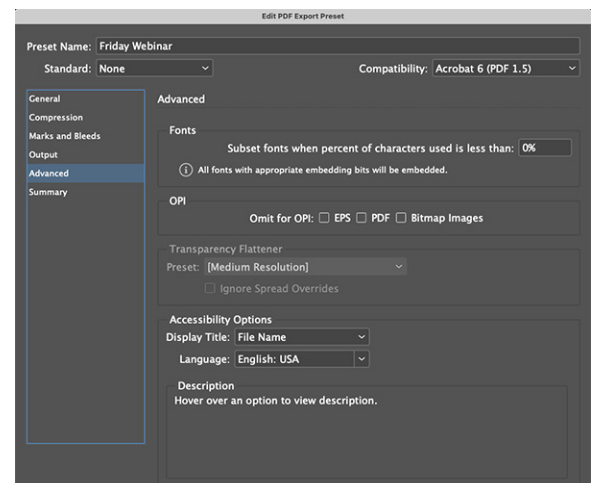 Edit PDF Export Preset
Preset Name: Friday Webinar
Standard: None Compatibility: Acrobat 6 (PDF 1.5)
General
Compression
Marks and Bleeds
Output
Advanced
Summary
Advanced
Fonts
Subset fonts when percent of characters used is less than: 0%
All fonts with appropriate embedding bits will be embedded.
OPI
Omit for OPI: EPS PDF Bitmap Images
Transparency Flattener
Preset: [Medium Resolution]
Ignore Spread Overrides
Accessibility Options
Display Title: File Name
Language: English: USA
Description
Hover over an option to view description.